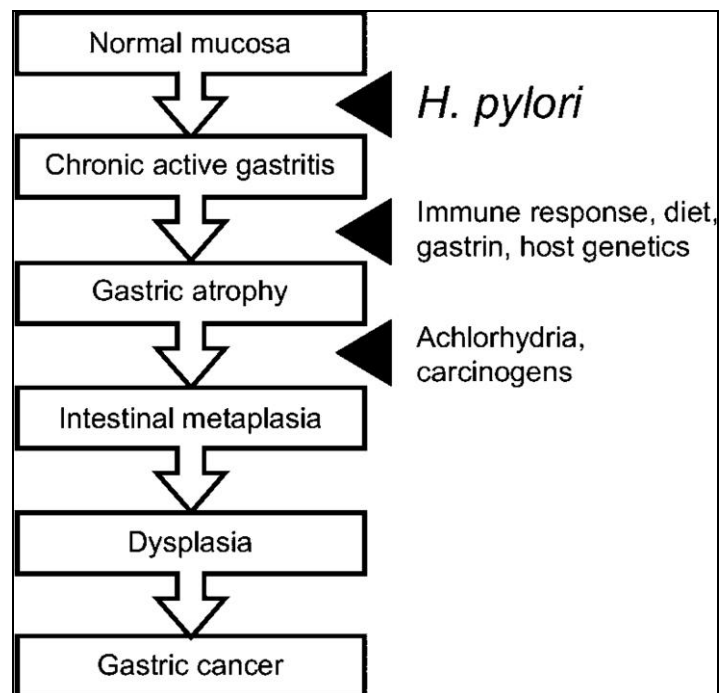 Normal mucosa
H. pylori
Chronic active gastritis
Immune response, diet,
gastrin, host genetics
Gastric atrophy
Achlorhydria,
carcinogens
Intestinal metaplasia
Dysplasia
Gastric cancer